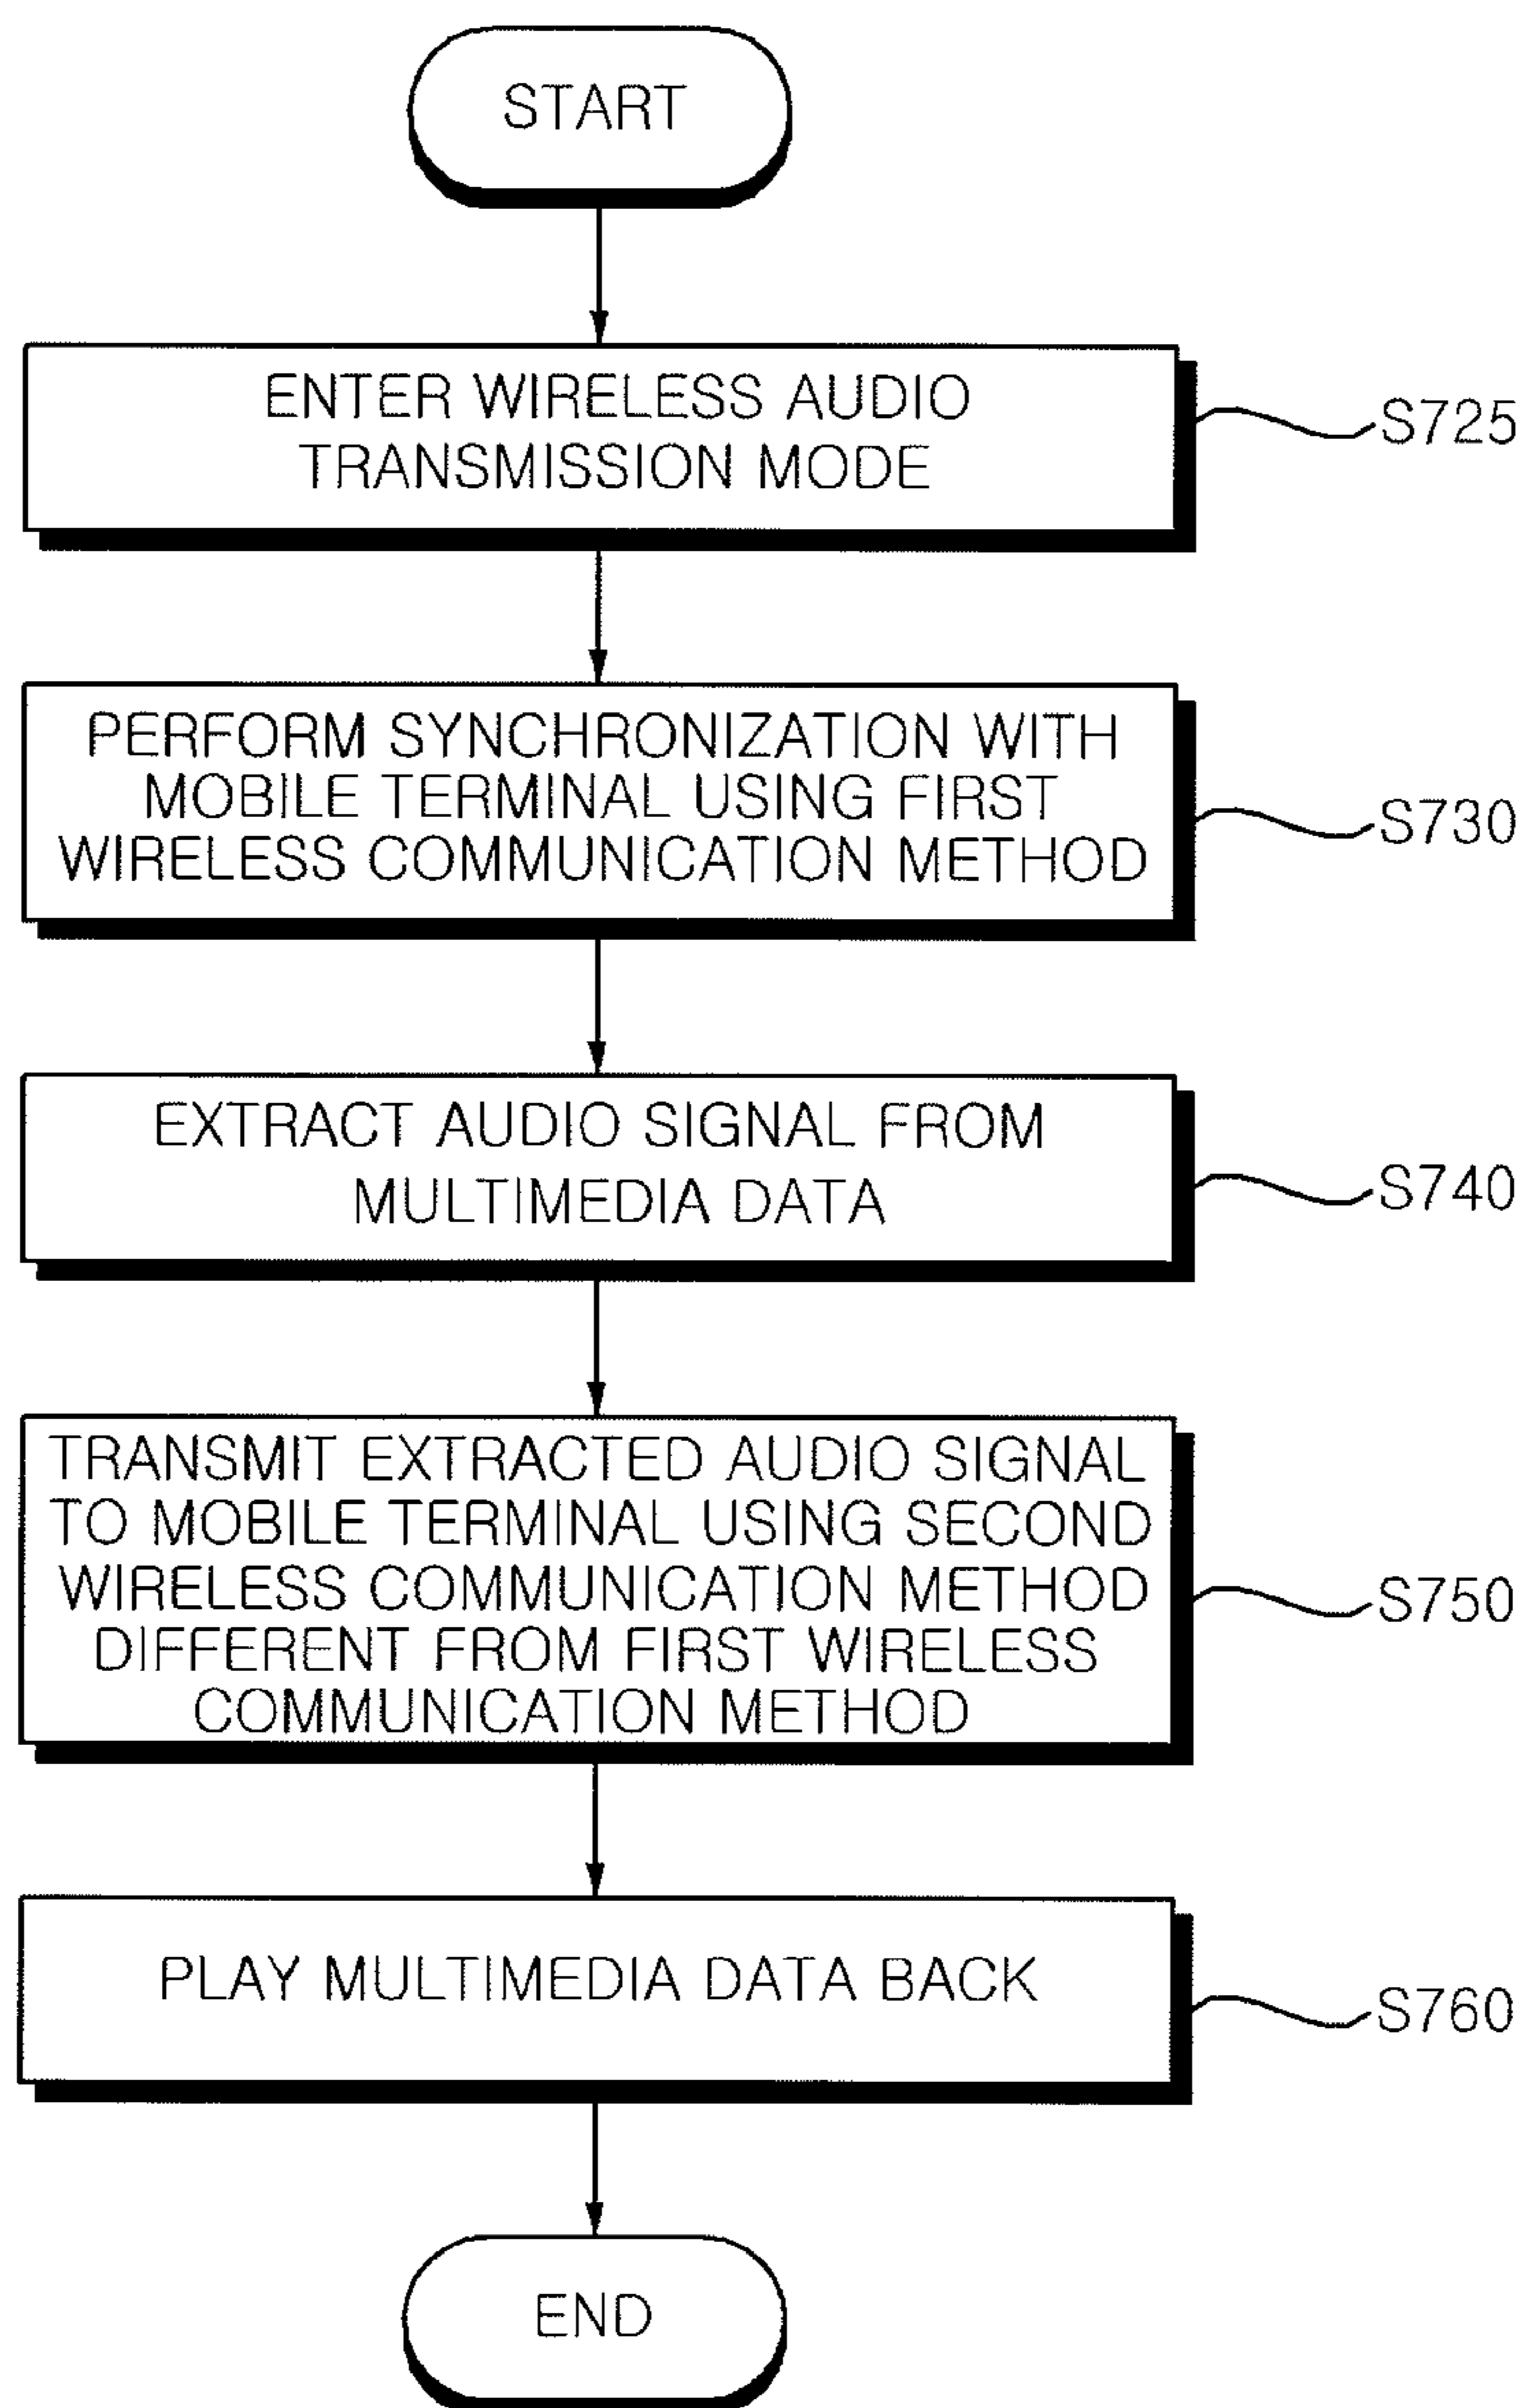 START
ENTER WIRELESS AUDIO
TRANSMISSION MODE
S725
PERFORM SYNCHRONIZATION WITH
MOBILE TERMINAL USING FIRST
WIRELESS COMMUNICATION METHOD
S730
EXTRACT AUDIO SIGNAL FROM
MULTIMEDIA DATA
S740
TRANSMIT EXTRACTED AUDIO SIGNAL
TO MOBILE TERMINAL USING SECOND
WIRELESS COMMUNICATION METHOD
DIFFERENT FROM FIRST WIRELESS
COMMUNICATION METHOD
S750
PLAY MULTIMEDIA DATA BACK
S760
END